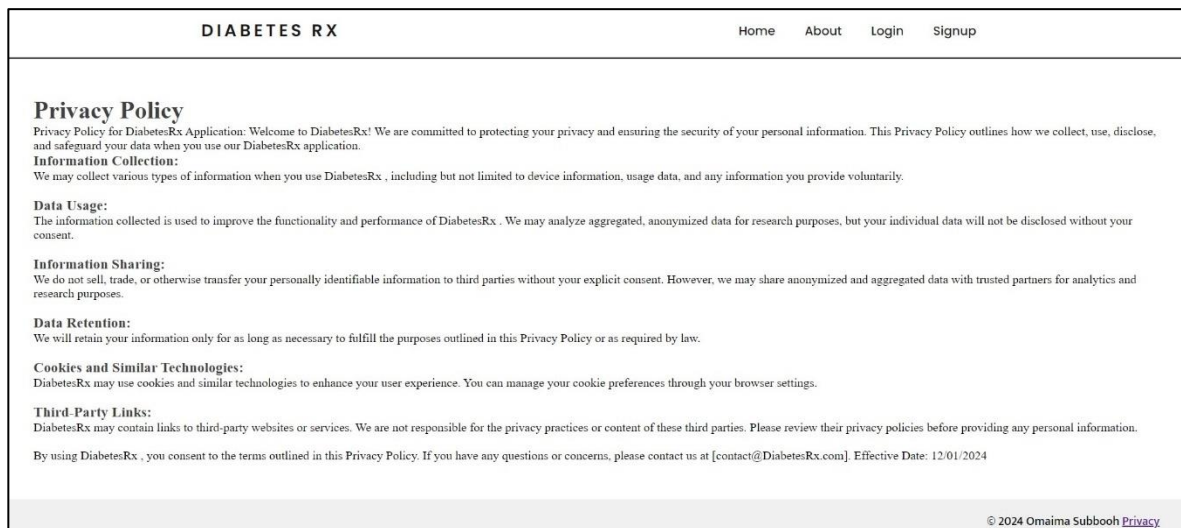 DIABETES RX
Home About Login Signup
Privacy Policy
Privacy Policy for DiabetesRx Application: Welcome to DiabetesRx! We are committed to protecting your privacy and ensuring the security of your personal information. This Privacy Policy outlines how we collect, use, disclose,
and safeguard your data when you use our DiabetesRx application.
Information Collection:
We may collect various types of information when you use DiabetesRx , including but not limited to device information, usage data, and any information you provide voluntarily.
Data Usage:
The information collected is used to improve the functionality and performance of DiabetesRx . We may analyze aggregated, anonymized data for research purposes, but your individual data will not be disclosed without your
consent.
Information Sharing:
We do not sell, trade, or otherwise transfer your personally identifiable information to third parties without your explicit consent. However, we may share anonymized and aggregated data with trusted partners for analytics and
research purposes.
Data Retention:
We will retain your information only for as long as necessary to fulfill the purposes outlined in this Privacy Policy or as required by law.
Cookies and Similar Technologies:
DiabetesRx may use cookies and similar technologies to enhance your user experience. You can manage your cookie preferences through your browser settings.
Third-Party Links:
DiabetesRx may contain links to third-party websites or services. We are not responsible for the privacy practices or content of these third parties. Please review their privacy policies before providing any personal information.
By using DiabetesRx , you consent to the terms outlined in this Privacy Policy. If you have any questions or concerns, please contact us at [contact@DiabetesRx.com]. Effective Date: 12/01/2024
© 2024 Omaima Subbooh Privacy